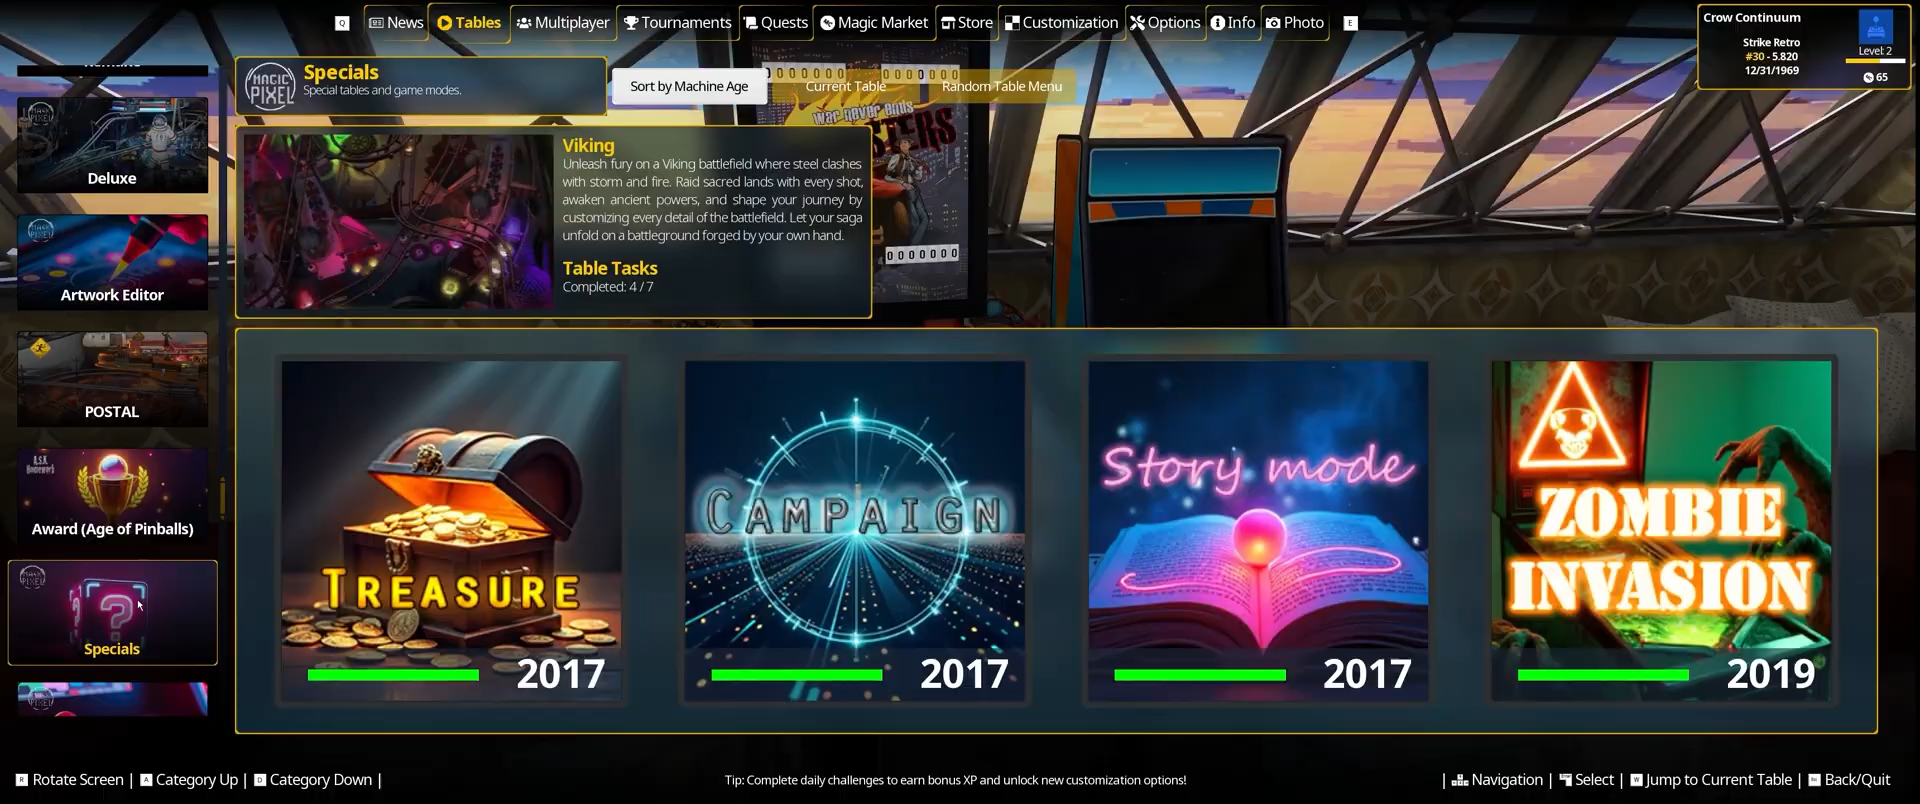 Q
News
Tables
Multiplayer
Tournaments
Quests
Magic Market
Store
Customization
Options
Info
Photo
E
Crow Continuum
Strike Retro
#30 - 5.820
12/31/1969
Level: 2
65
MAGIC PIXEL
Specials
Special tables and game modes.
Sort by Machine Age
Current Table
Random Table Menu
war never ends
Viking
Unleash fury on a Viking battlefield where steel clashes
with storm and fire. Raid sacred lands with every shot,
awaken ancient powers, and shape your journey by
customizing every detail of the battlefield. Let your saga
unfold on a battleground forged by your own hand.
Table Tasks
Completed: 4 / 7
0000000
Deluxe
Artwork Editor
POSTAL
Award (Age of Pinballs)
Specials
TREASURE
2017
CAMPAIGN
2017
Story mode
2017
ZOMBIE
INVASION
2019
R Rotate Screen | A Category Up | D Category Down |
Tip: Complete daily challenges to earn bonus XP and unlock new customization options!
| Navigation | Select | W Jump to Current Table | Back/Quit